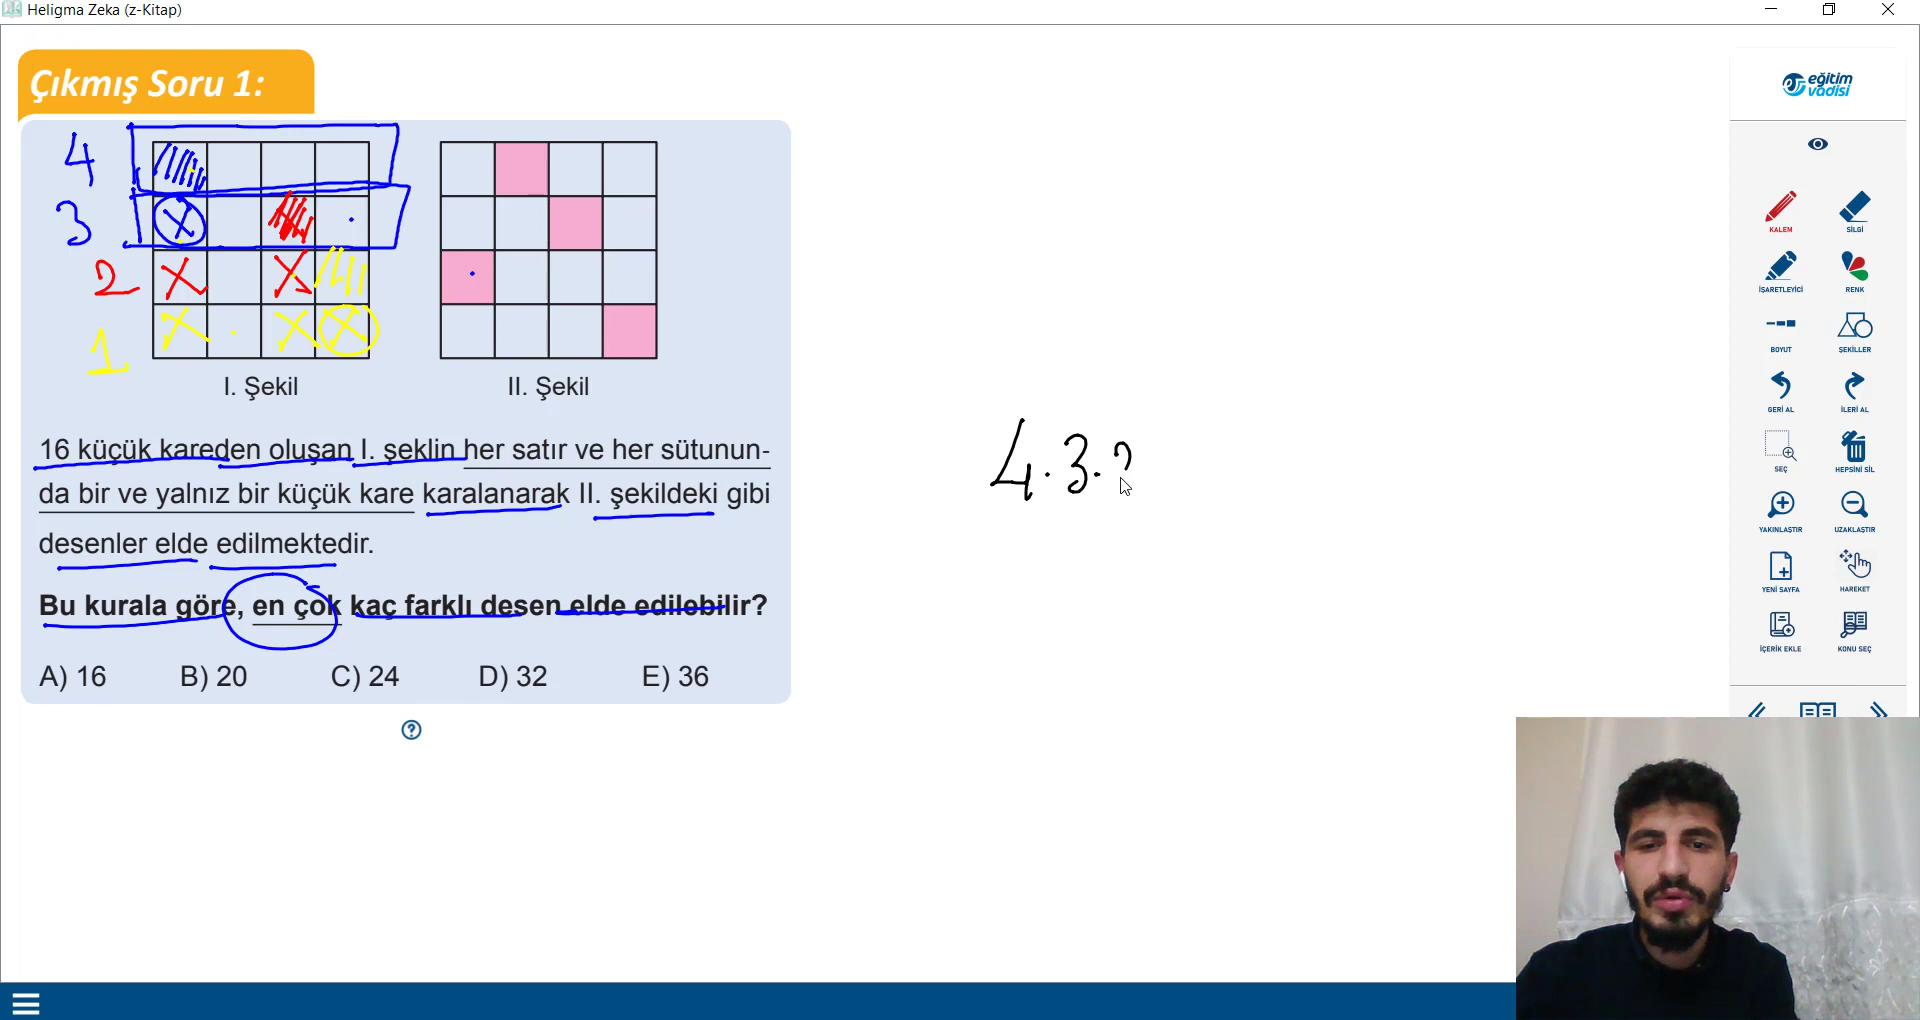 Heligma Zeka (z-Kitap)
Çıkmış Soru 1:
4
3
2
1
I. Şekil
II. Şekil
16 küçük kareden oluşan I. şeklin her satır ve her sütunun-
da bir ve yalnız bir küçük kare karalanarak II. şekildeki gibi
desenler elde edilmektedir.
Bu kurala göre, en çok kaç farklı desen elde edilebilir?
A) 16 B) 20 C) 24 D) 32 E) 36
4.3.2
eğitim
vadisi
KALEM SİLGİ
İŞARETLEYİCİ RENK
BOYUT ŞEKİLLER
GERİ AL İLERİ AL
SEÇ HEPSİNİ SİL
YAKINLAŞTIR UZAKLAŞTIR
YENİ SAYFA HAREKET
İÇERİK EKLE KONU SEÇ